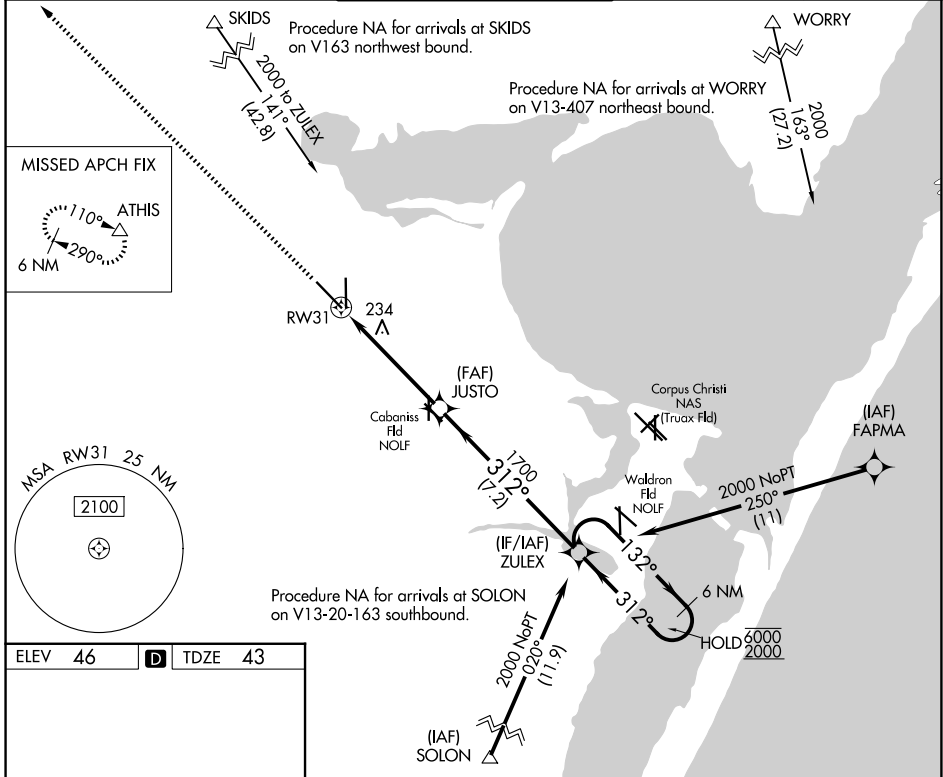 SKIDS
Procedure NA for arrivals at SKIDS
on V163 northwest bound.
2000 to ZULEX
141°
(42.8)
WORRY
Procedure NA for arrivals at WORRY
on V13-407 northeast bound.
2000
163°
(27.2)
MISSED APCH FIX
110°
ATHIS
290°
6 NM
RW31
234
(FAF)
JUSTO
Cabaniss
Fld
NOLF
Corpus Christi
NAS
(Truax Fld)
(IAF)
FAPMA
1700
312°
(7.2)
2000 NoPT
250°
(11)
Waldron
Fld
NOLF
MSA RW31 25 NM
2100
(IF/IAF)
ZULEX
132°
6 NM
312°
HOLD 6000
2000
Procedure NA for arrivals at SOLON
on V13-20-163 southbound.
2000 NoPT
020°
(11.9)
(IAF)
SOLON
ELEV 46 D TDZE 43